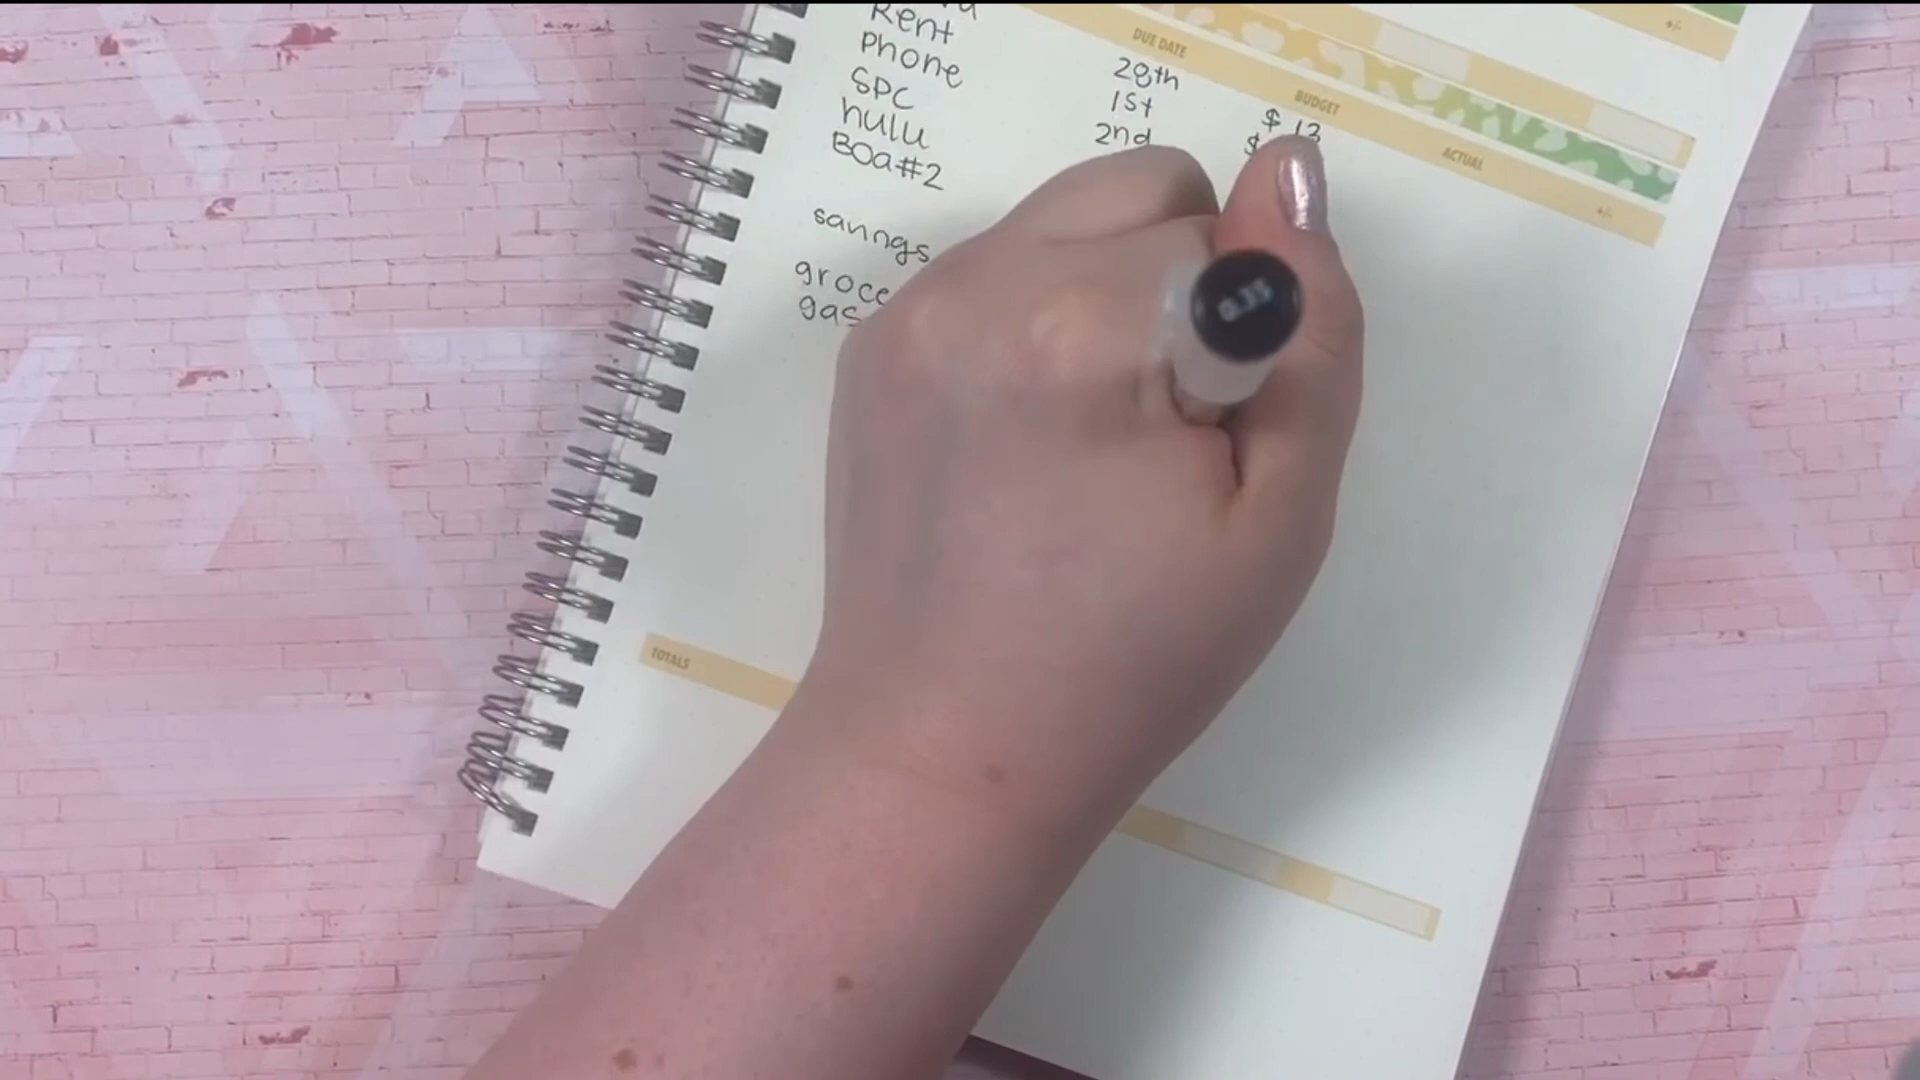 +/-
DUE DATE BUDGET ACTUAL +/-
Rent 28th $ 13
Phone 1st $
SPC 2nd
hulu
BOa#2
savings
groce
gas
TOTALS
0.35